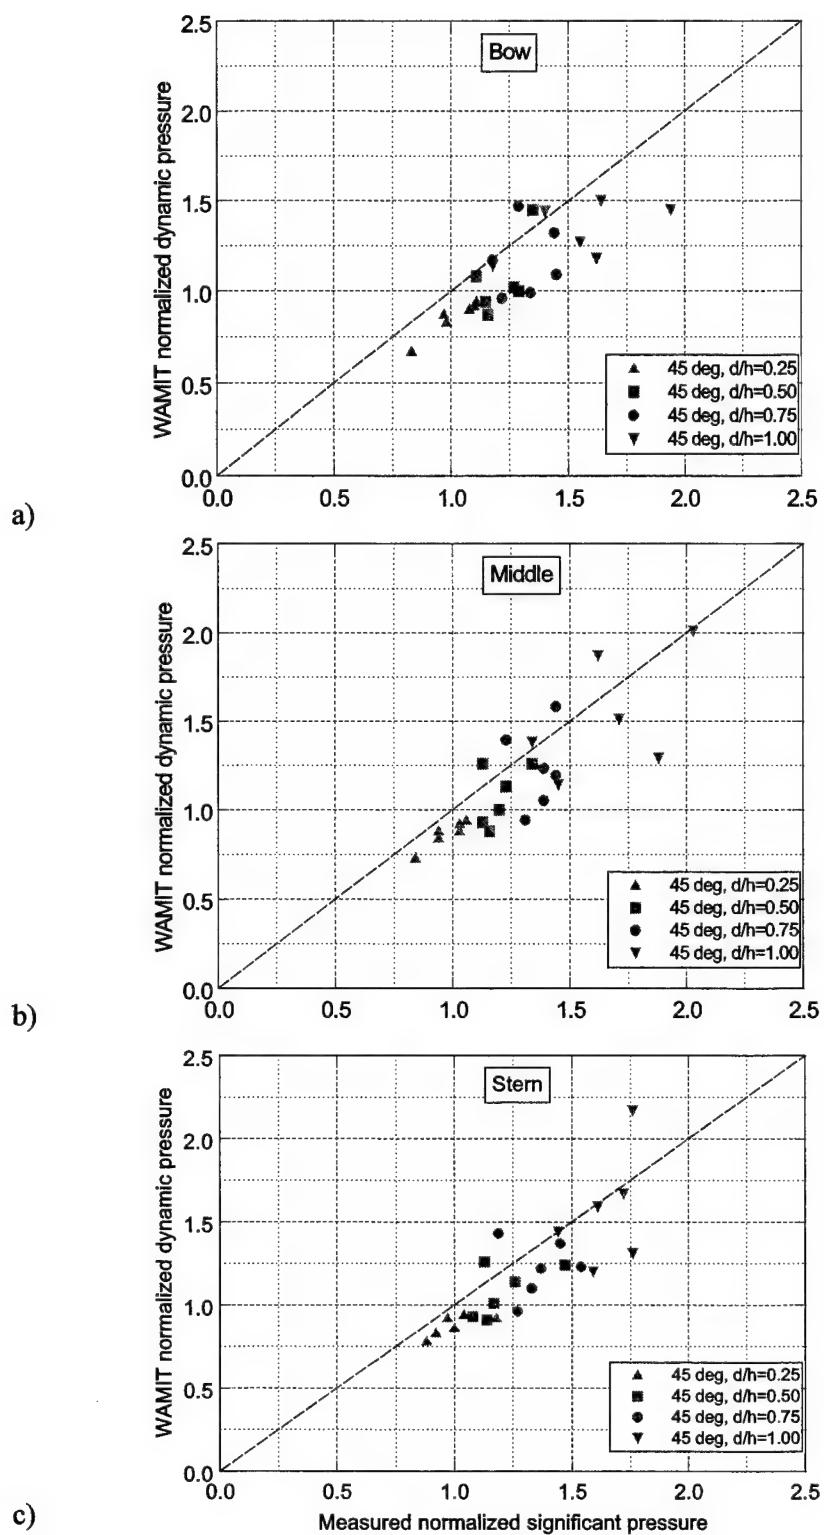 2.5
Bow
2.0
1.5
1.0
0.5
0.0
WAMIT normalized dynamic pressure
45 deg, d/h=0.25
45 deg, d/h=0.50
45 deg, d/h=0.75
45 deg, d/h=1.00
0.0 0.5 1.0 1.5 2.0 2.5
a)
2.5
Middle
2.0
1.5
1.0
0.5
0.0
WAMIT normalized dynamic pressure
45 deg, d/h=0.25
45 deg, d/h=0.50
45 deg, d/h=0.75
45 deg, d/h=1.00
0.0 0.5 1.0 1.5 2.0 2.5
b)
2.5
Stern
2.0
1.5
1.0
0.5
0.0
WAMIT normalized dynamic pressure
45 deg, d/h=0.25
45 deg, d/h=0.50
45 deg, d/h=0.75
45 deg, d/h=1.00
0.0 0.5 1.0 1.5 2.0 2.5
c)
Measured normalized significant pressure